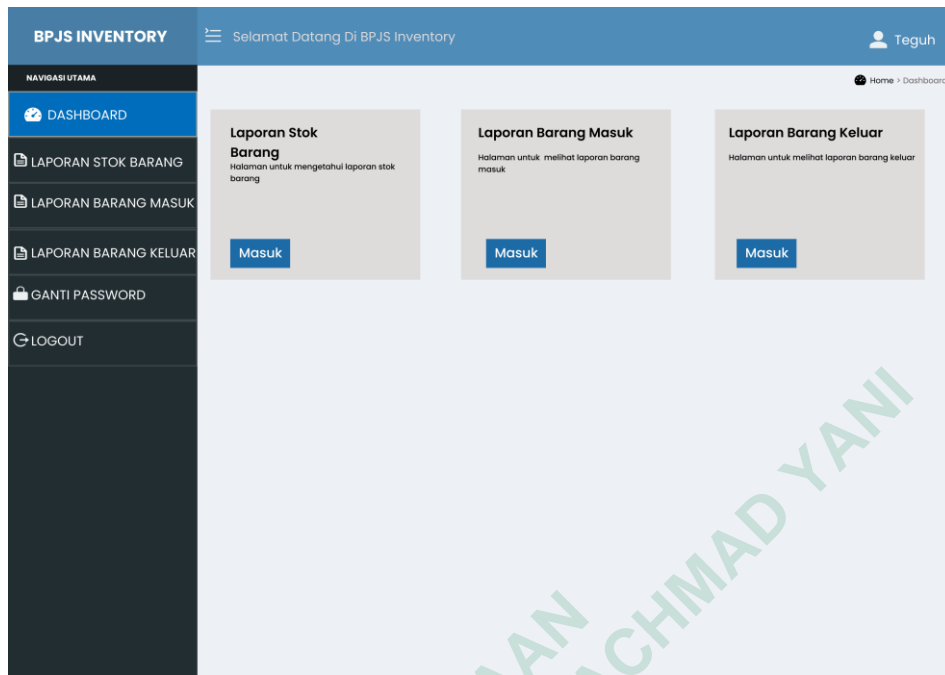 BPJS INVENTORY
Selamat Datang Di BPJS Inventory
Teguh
NAVIGASI UTAMA
Home > Dashboard
DASHBOARD
LAPORAN STOK BARANG
LAPORAN BARANG MASUK
LAPORAN BARANG KELUAR
GANTI PASSWORD
LOGOUT
Laporan Stok
Barang
Halaman untuk mengetahui laporan stok
barang
Masuk
Laporan Barang Masuk
Halaman untuk melihat laporan barang
masuk
Masuk
Laporan Barang Keluar
Halaman untuk melihat laporan barang keluar
Masuk
YANI
ACHMAD